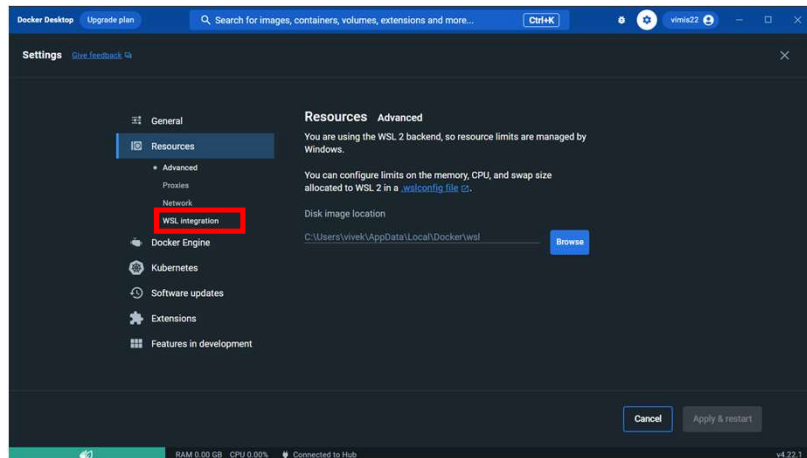 Docker Desktop Upgrade plan Search for images, containers, volumes, extensions and more... Ctrl+K vimis22
Settings Give feedback
General
Resources
Advanced
Proxies
Network
WSL integration
Docker Engine
Kubernetes
Software updates
Extensions
Features in development
Resources Advanced
You are using the WSL 2 backend, so resource limits are managed by
Windows.
You can configure limits on the memory, CPU, and swap size
allocated to WSL 2 in a .wslconfig file.
Disk image location
C:\Users\vivek\AppData\Local\Docker\wsl Browse
Cancel Apply & restart
RAM 0.00 GB CPU 0.00% Connected to Hub v4.22.1